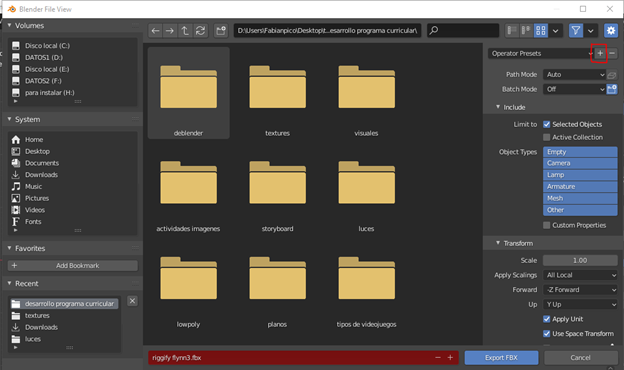 Blender File View
Volumes
Disco local (C:)
DATOS1 (D:)
Disco local (E:)
DATOS2 (F:)
para instalar (H:)
System
Home
Desktop
Documents
Downloads
Music
Pictures
Videos
Fonts
Favorites
Add Bookmark
Recent
desarrollo programa curricular
textures
Downloads
luces
D:\Users\Fabianpico\Desktop\t...esarrollo programa curricular\
deblender
textures
visuales
actividades imagenes
storyboard
luces
lowpoly
planos
tipos de videojuegos
riggify flynn3.fbx
Export FBX
Cancel
Operator Presets
Path Mode
Auto
Batch Mode
Off
Include
Limit to
Selected Objects
Active Collection
Object Types
Empty
Camera
Lamp
Armature
Mesh
Other
Custom Properties
Transform
Scale
1.00
Apply Scalings
All Local
Forward
-Z Forward
Up
Y Up
Apply Unit
Use Space Transform